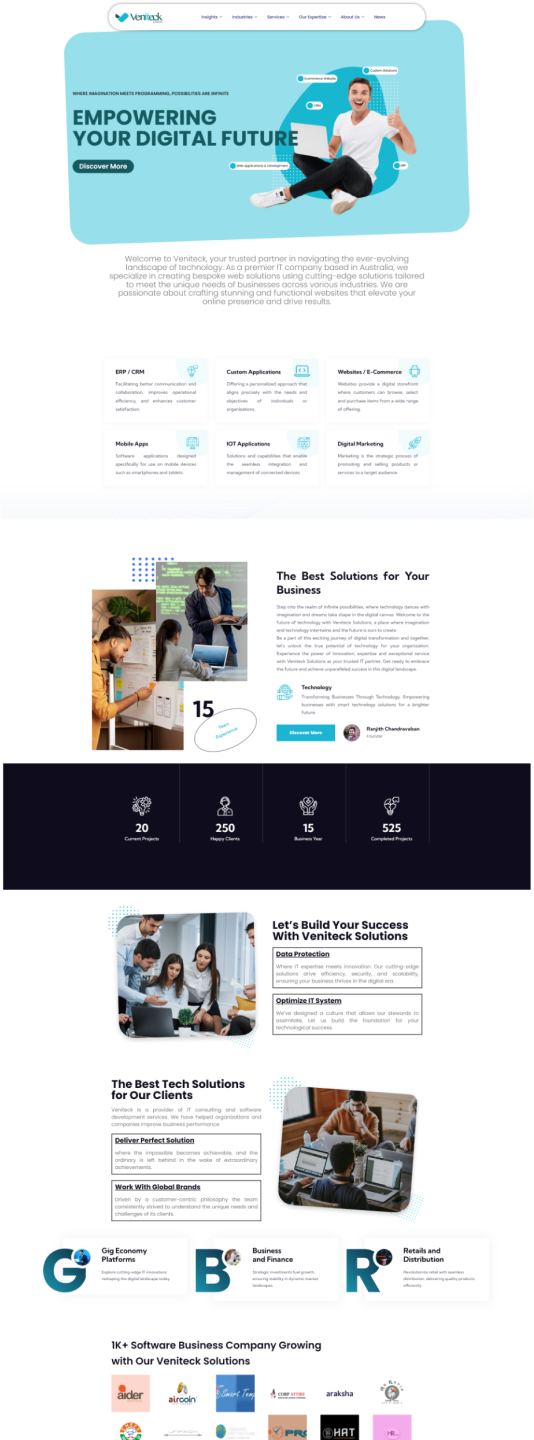 Veniteck
Insights
Industries
Services
Our Expertise
About Us
News
WHERE IMAGINATION MEETS PROGRAMMING, POSSIBILITIES ARE INFINITE
EMPOWERING
YOUR DIGITAL FUTURE
Discover More
Ecommerce Website
Custom Solutions
CRM
Web Applications & Development
ERP
Welcome to Veniteck, your trusted partner in navigating the ever-evolving
landscape of technology. As a premier IT company based in Australia, we
specialize in creating bespoke web solutions using cutting-edge solutions tailored
to meet the unique needs of businesses across various industries. We are
passionate about crafting stunning and functional websites that elevate your
online presence and drive results.
ERP / CRM
Facilitating better communication and
collaboration, improves operational
efficiency, and enhances customer
satisfaction.
Custom Applications
Offering a personalized approach that
aligns precisely with the needs and
objectives of individuals or
organizations.
Websites / E-Commerce
Websites provide a digital storefront
where customers can browse, select
and purchase items from a wide range
of offering.
Mobile Apps
Software applications designed
specifically for use on mobile devices
such as smartphones and tablets.
IOT Applications
Solutions and capabilities that enable
the seamless integration and
management of connected devices.
Digital Marketing
Marketing is the strategic process of
promoting and selling products or
services to a target audience
The Best Solutions for Your
Business
Step into the realm of infinite possibilities, where technology dances with
imagination and dreams take shape in the digital canvas. Welcome to the
future of technology with Veniteck Solutions, a place where imagination
and technology intertwine and the future is ours to create.
Be a part of this exciting journey of digital transformation and together,
let's unlock the true potential of technology for your organization.
Experience the power of innovation, expertise and exceptional service
with Veniteck Solutions as your trusted IT partner. Get ready to embrace
the future and achieve unparalleled success in this digital landscape.
15
Years
Experience
Technology
Transforming Businesses Through Technology. Empowering
businesses with smart technology solutions for a brighter
future.
Discover More
Ranjith Chandravalsan
Founder
20
Current Projects
250
Happy Clients
15
Business Year
525
Completed Projects
Let's Build Your Success
With Veniteck Solutions
Data Protection
Where IT expertise meets innovation. Our cutting-edge
solutions drive efficiency, security, and scalability,
ensuring your business thrives in the digital era.
Optimize IT System
We've designed a culture that allows our stewards to
assimilate. Let us build the foundation for your
technological success.
The Best Tech Solutions
for Our Clients
Veniteck is a provider of IT consulting and software
development services. We have helped organizations and
companies improve business performance
Deliver Perfect Solution
where the impossible becomes achievable, and the
ordinary is left behind in the wake of extraordinary
achievements.
Work With Global Brands
Driven by a customer-centric philosophy the team
consistently strived to understand the unique needs and
challenges of its clients.
G
Gig Economy
Platforms
Explore cutting-edge IT innovations
reshaping the digital landscape today.
B
Business
and Finance
Strategic investments fuel growth,
ensuring stability in dynamic market
landscapes.
R
Retails and
Distribution
Revolutionize retail with seamless
distribution, delivering quality products
efficiently.
1K+ Software Business Company Growing
with Our Veniteck Solutions
aider
aircoin
Smart Temp
CORP ATTIRE
araksha
UNIPACK
PRO
KHAT
HR